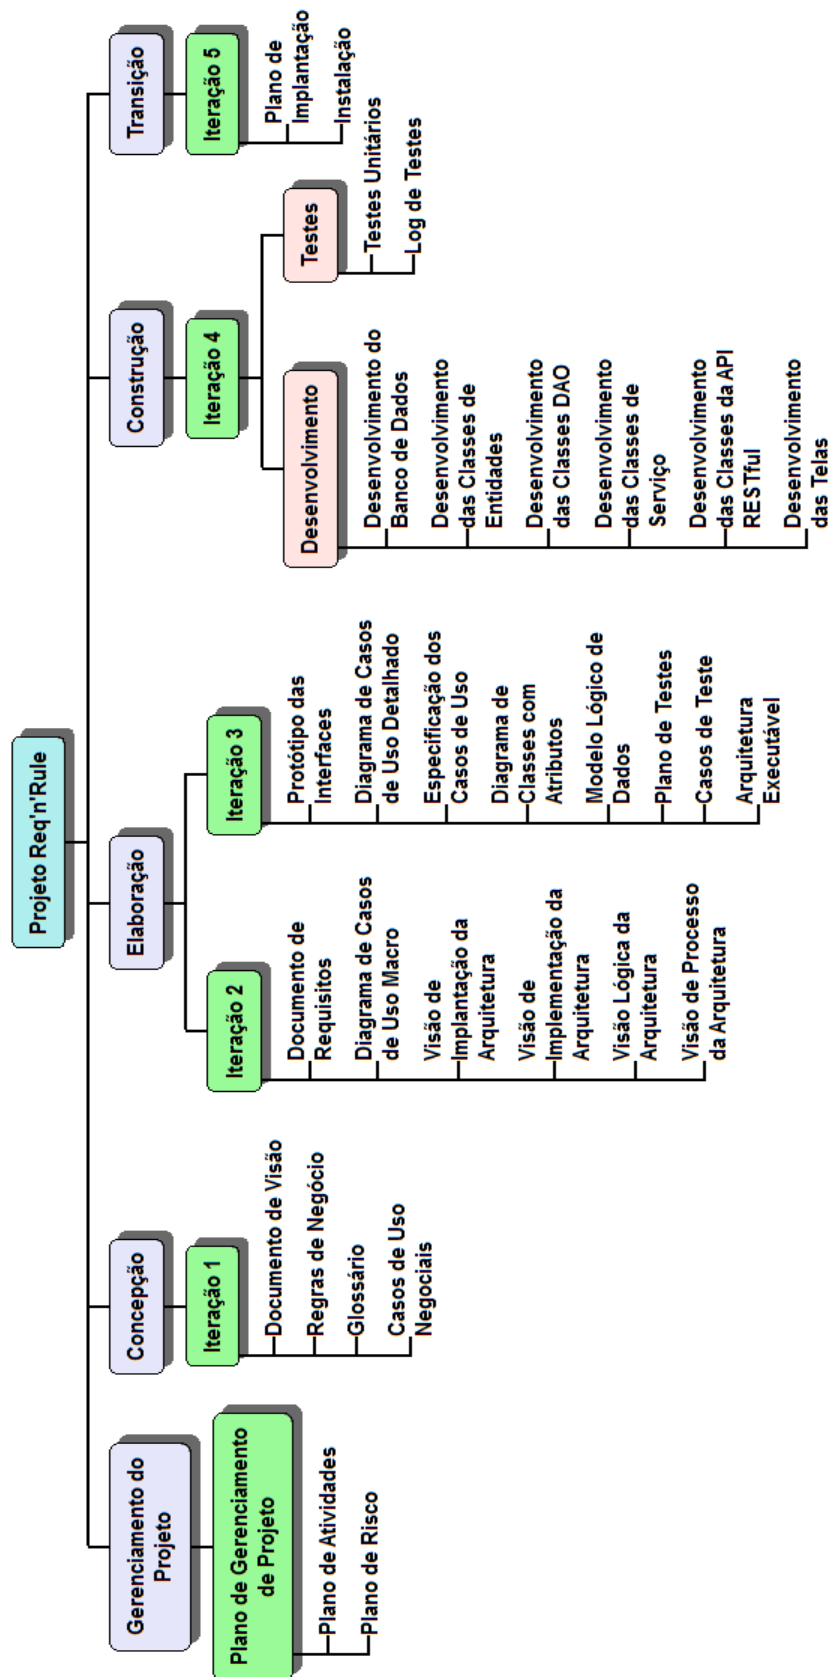 Projeto Req'n'Rule
Gerenciamento do
Projeto
Plano de Gerenciamento
de Projeto
Plano de Atividades
Plano de Risco
Concepção
Iteração 1
Documento de Visão
Regras de Negócio
Glossário
Casos de Uso
Negociais
Elaboração
Iteração 2
Documento de
Requisitos
Diagrama de Casos
de Uso Macro
Visão de
Implantação da
Arquitetura
Visão de
Implementação da
Arquitetura
Visão Lógica da
Arquitetura
Visão de Processo
da Arquitetura
Iteração 3
Protótipo das
Interfaces
Diagrama de Casos
de Uso Detalhado
Especificação dos
Casos de Uso
Diagrama de
Classes com
Atributos
Modelo Lógico de
Dados
Plano de Testes
Casos de Teste
Arquitetura
Executável
Construção
Iteração 4
Desenvolvimento
Desenvolvimento do
Banco de Dados
Desenvolvimento
das Classes de
Entidades
Desenvolvimento
das Classes DAO
Desenvolvimento
das Classes de
Serviço
Desenvolvimento
das Classes da API
RESTful
Desenvolvimento
das Telas
Testes
Testes Unitários
Log de Testes
Transição
Iteração 5
Plano de
Implantação
Instalação